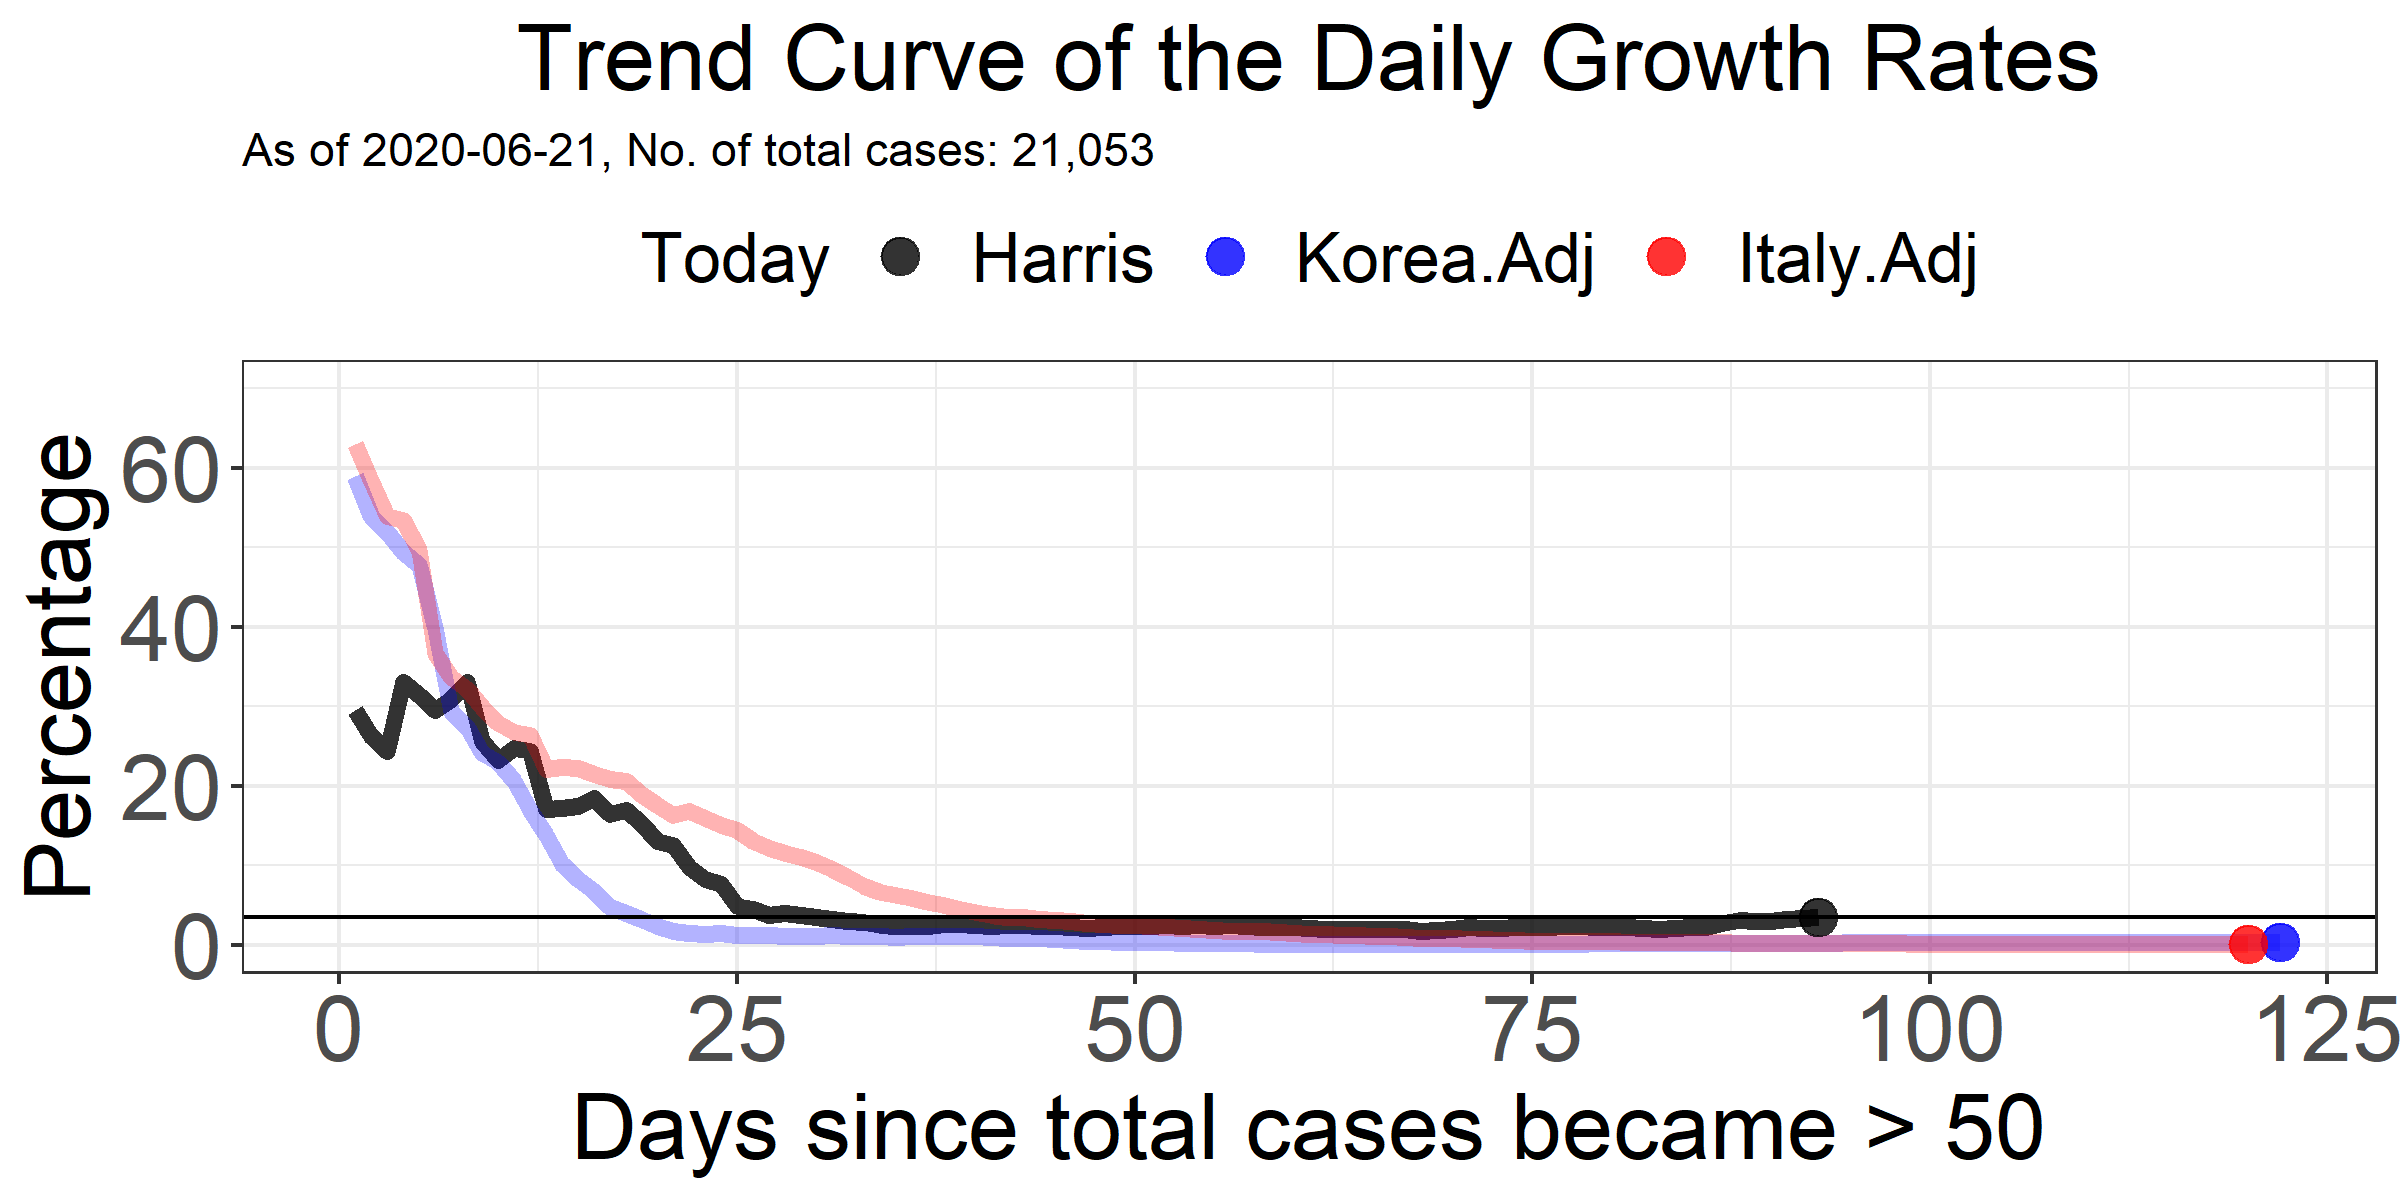 Trend Curve of the Daily Growth Rates
As of 2020-06-21, No. of total cases: 21,053
Today Harris Korea.Adj Italy.Adj
Percentage
60
40
20
0
0 25 50 75 100 125
Days since total cases became > 50